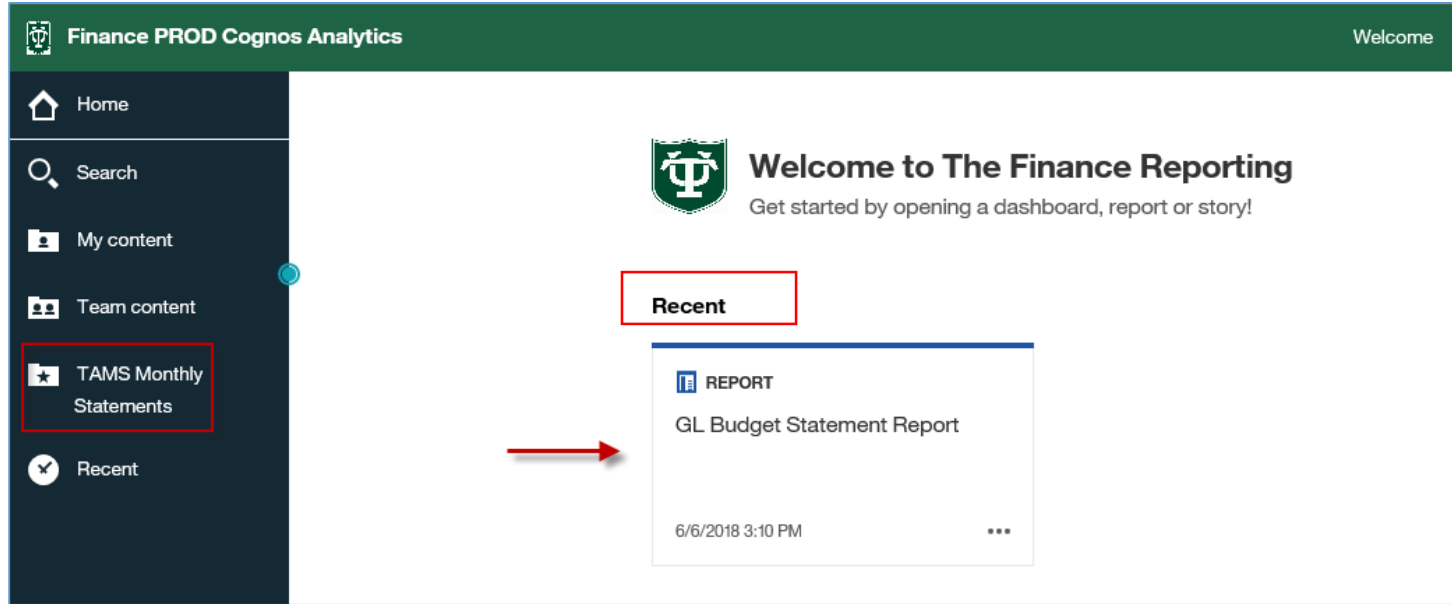 Finance PROD Cognos Analytics
Welcome
Home
Search
My content
Team content
TAMS Monthly
Statements
Recent
Welcome to The Finance Reporting
Get started by opening a dashboard, report or story!
Recent
REPORT
GL Budget Statement Report
6/6/2018 3:10 PM